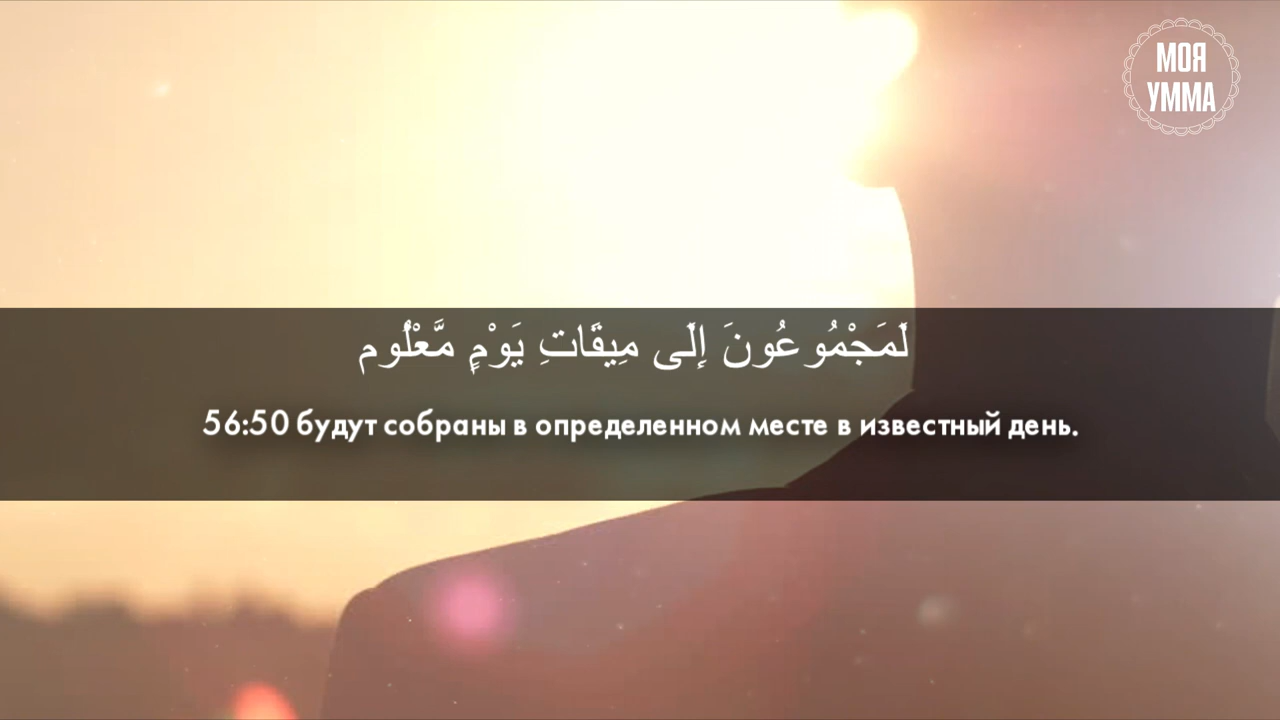 МОЯ
УММА
لَمَجْمُوعُونَ إِلَى مِيقَاتِ يَوْمٍ مَّعْلُومٍ
56:50 будут собраны в определенном месте в известный день.